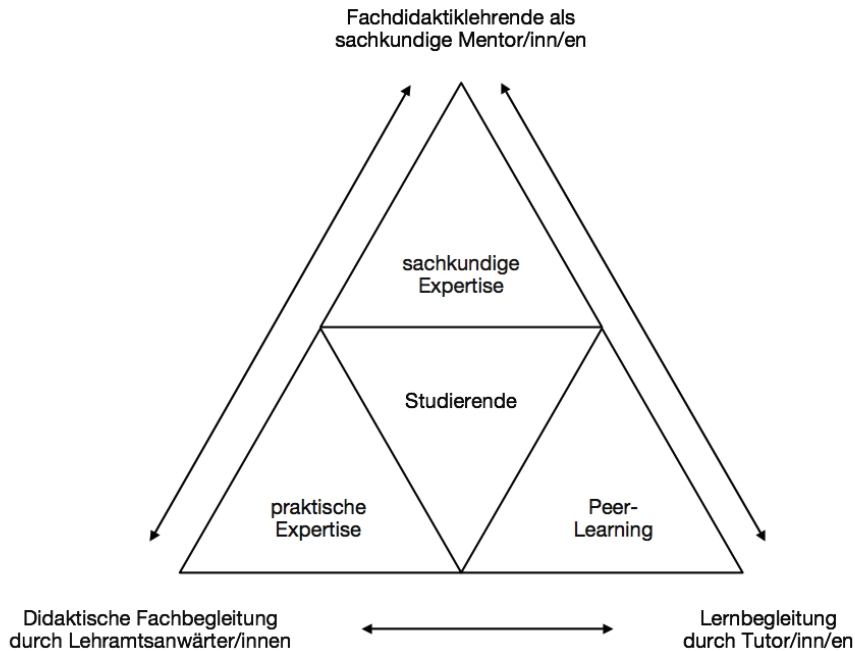 Fachdidaktiklehrende als
sachkundige Mentor/inn/en
sachkundige
Expertise
Studierende
praktische
Expertise
Peer-
Learning
Didaktische Fachbegleitung
durch Lehramtsanwärter/innen
Lernbegleitung
durch Tutor/inn/en